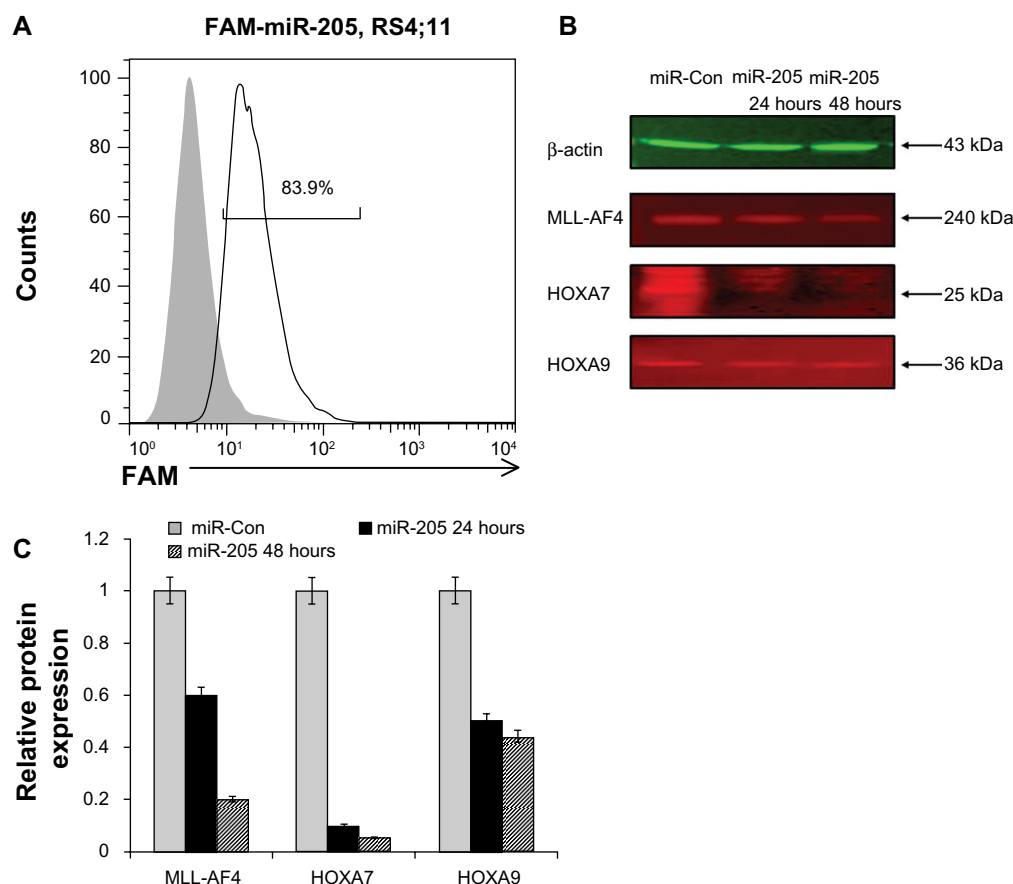 A
FAM-miR-205, RS4;11
100
80
60
40
20
0
Counts
83.9%
10⁰ 10¹ 10² 10³ 10⁴
FAM
B
miR-Con miR-205 miR-205
24 hours 48 hours
β-actin 43 kDa
MLL-AF4 240 kDa
HOXA7 25 kDa
HOXA9 36 kDa
C
miR-Con miR-205 24 hours
miR-205 48 hours
1.2
1
0.8
0.6
0.4
0.2
0
Relative protein
expression
MLL-AF4 HOXA7 HOXA9